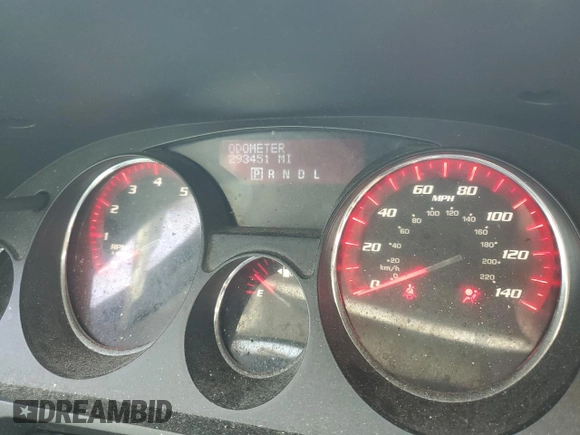 ODOMETER
293451 MI
P R N D L
1 2 3 4 5
RPM
E
0 20 40 60 80 100 120 140
MPH
0 20 40 60 80 100 120 140 160 180 200 220
km/h
DREAMBID